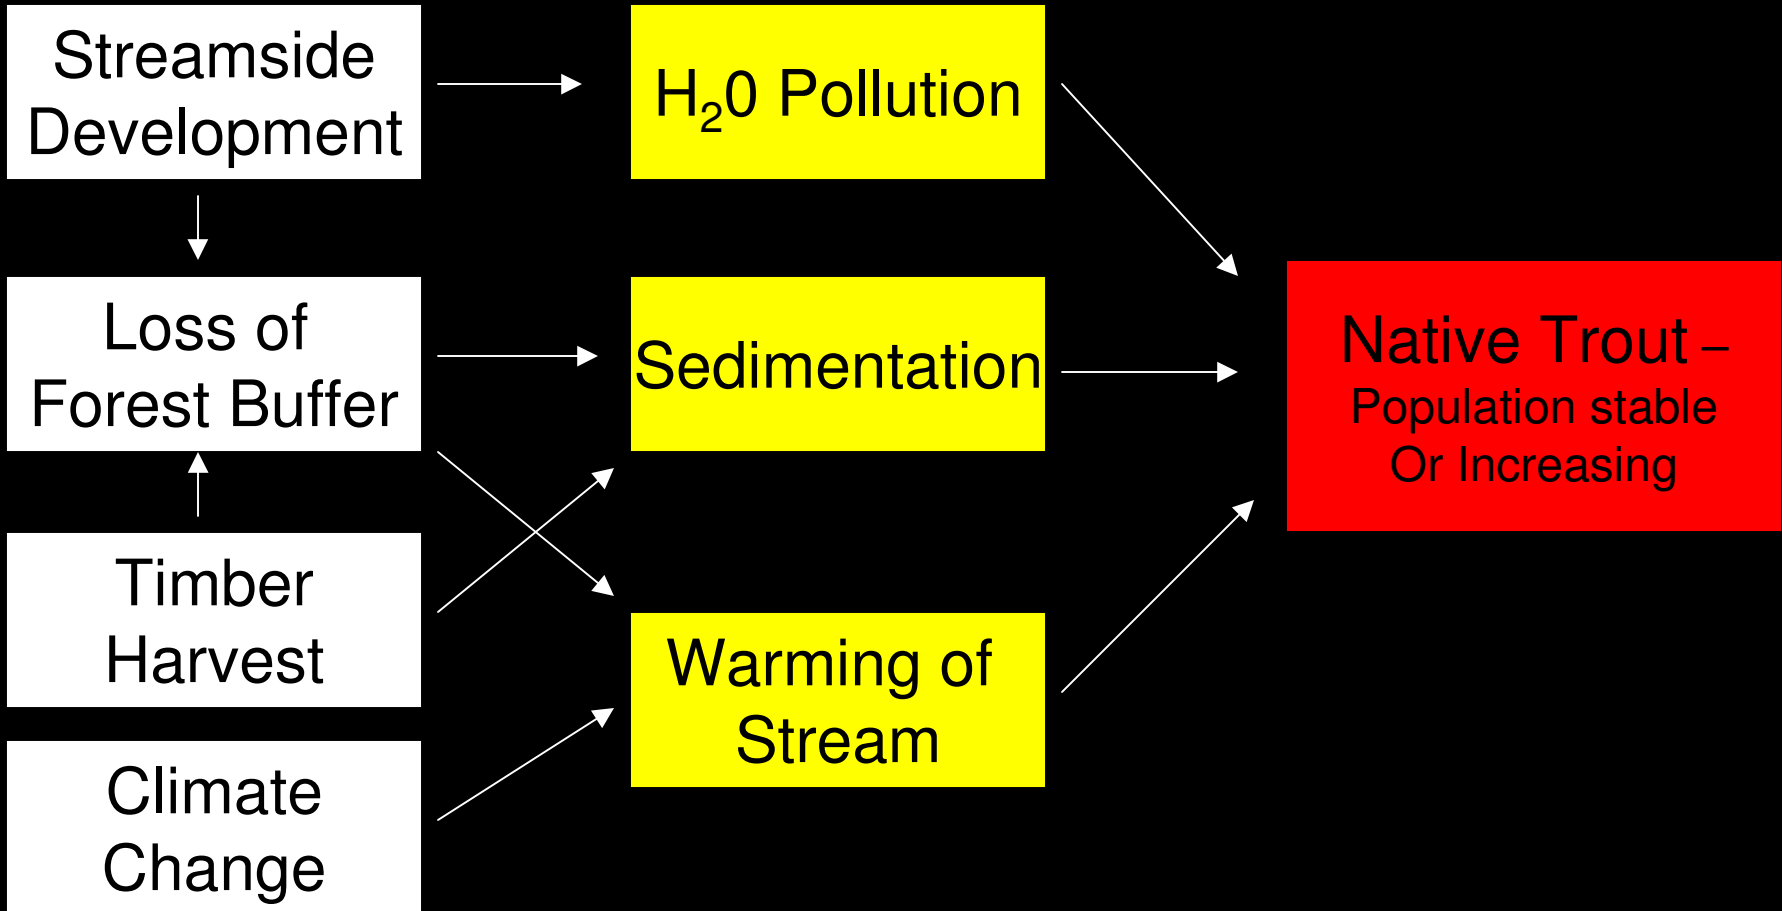 Streamside
Development
H₂0 Pollution
Loss of
Forest Buffer
Sedimentation
Native Trout –
Population stable
Or Increasing
Timber
Harvest
Warming of
Stream
Climate
Change